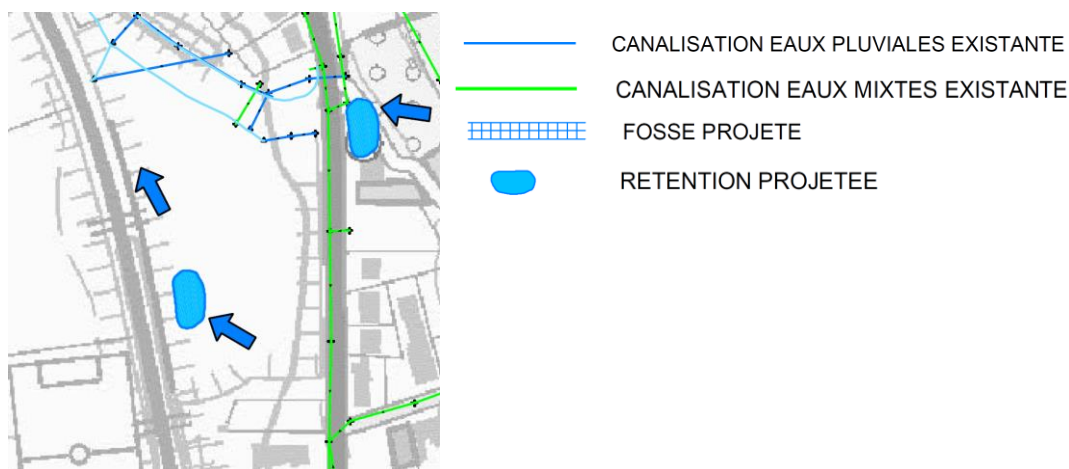 CANALISATION EAUX PLUVIALES EXISTANTE
CANALISATION EAUX MIXTES EXISTANTE
FOSSE PROJETE
RETENTION PROJETEE